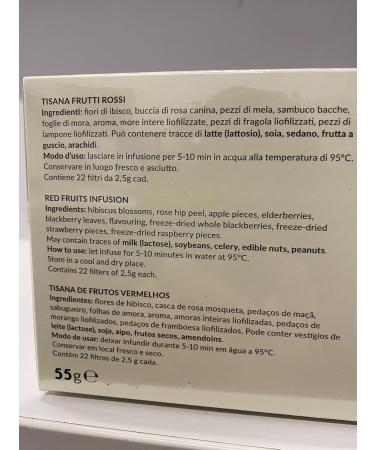 TISANA FRUTTI ROSSI
Ingredienti: fiori di ibisco, buccia di rosa canina, pezzi di mela, sambuco bacche,
foglie di mora, aroma, more intere liofilizzate, pezzi di fragola liofilizzati, pezzi di
lampone liofilizzati. Può contenere tracce di latte (lattosio), soia, sedano, frutta a
guscio, arachidi.
Modo d'uso: lasciare in infusione per 5-10 min in acqua alla temperatura di 95°C.
Conservare in luogo fresco e asciutto.
Contiene 22 filtri da 2,5g cad.
RED FRUITS INFUSION
Ingredients: hibiscus blossoms, rose hip peel, apple pieces, elderberries,
blackberry leaves, flavouring, freeze-dried whole blackberries, freeze-dried
strawberry pieces, freeze-dried raspberry pieces.
May contain traces of milk (lactose), soybeans, celery, edible nuts, peanuts.
How to use: let infuse for 5-10 minutes in water at 95°C.
Store in a cool and dry place.
Contains 22 filters of 2,5g each.
TISANA DE FRUTOS VERMELHOS
Ingredientes: flores de hibisco, casca de rosa mosqueta, pedaços de maçã,
sabugueiro, folhas de amora, aroma, amoras inteiras liofilizadas, pedaços de
morango liofilizados, pedaços de framboesa liofilizados. Pode conter vestígios de
leite (lactose), soja, aipo, frutos secos, amendoins.
Modo de usar: deixar infundir durante 5-10 min em água a 95°C.
Conservar em local fresco e seco.
Contêm 22 filtros de 2,5 g cada.
55g℮